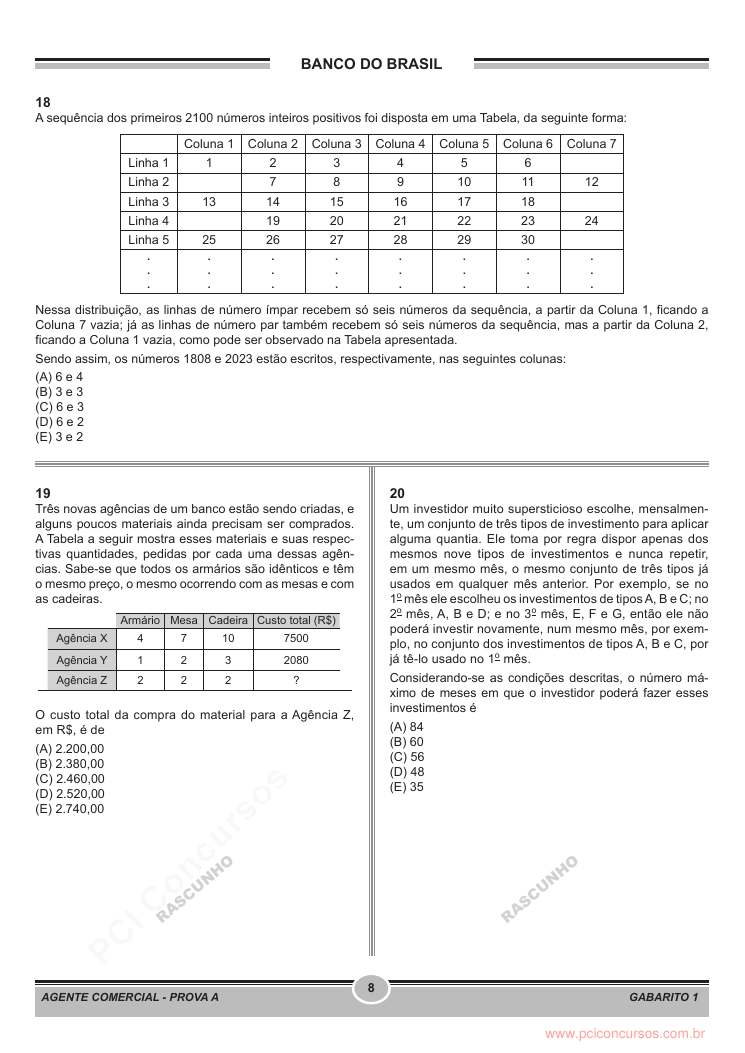 BANCO DO BRASIL
18
A sequência dos primeiros 2100 números inteiros positivos foi disposta em uma Tabela, da seguinte forma:
Coluna 1 Coluna 2 Coluna 3 Coluna 4 Coluna 5 Coluna 6 Coluna 7
Linha 1 1 2 3 4 5 6
Linha 2 7 8 9 10 11 12
Linha 3 13 14 15 16 17 18
Linha 4 19 20 21 22 23 24
Linha 5 25 26 27 28 29 30
. . . . . . . .
. . . . . . . .
. . . . . . . .
Nessa distribuição, as linhas de número ímpar recebem só seis números da sequência, a partir da Coluna 1, ficando a
Coluna 7 vazia; já as linhas de número par também recebem só seis números da sequência, mas a partir da Coluna 2,
ficando a Coluna 1 vazia, como pode ser observado na Tabela apresentada.
Sendo assim, os números 1808 e 2023 estão escritos, respectivamente, nas seguintes colunas:
(A) 6 e 4
(B) 3 e 3
(C) 6 e 3
(D) 6 e 2
(E) 3 e 2
19
Três novas agências de um banco estão sendo criadas, e
alguns poucos materiais ainda precisam ser comprados.
A Tabela a seguir mostra esses materiais e suas respec-
tivas quantidades, pedidas por cada uma dessas agên-
cias. Sabe-se que todos os armários são idênticos e têm
o mesmo preço, o mesmo ocorrendo com as mesas e com
as cadeiras.
Armário Mesa Cadeira Custo total (R$)
Agência X 4 7 10 7500
Agência Y 1 2 3 2080
Agência Z 2 2 2 ?
O custo total da compra do material para a Agência Z,
em R$, é de
(A) 2.200,00
(B) 2.380,00
(C) 2.460,00
(D) 2.520,00
(E) 2.740,00
PCI Concursos
RASCUNHO
20
Um investidor muito supersticioso escolhe, mensalmen-
te, um conjunto de três tipos de investimento para aplicar
alguma quantia. Ele toma por regra dispor apenas dos
mesmos nove tipos de investimentos e nunca repetir,
em um mesmo mês, o mesmo conjunto de três tipos já
usados em qualquer mês anterior. Por exemplo, se no
1º mês ele escolheu os investimentos de tipos A, B e C; no
2º mês, A, B e D; e no 3º mês, E, F e G, então ele não
poderá investir novamente, num mesmo mês, por exem-
plo, no conjunto dos investimentos de tipos A, B e C, por
já tê-lo usado no 1º mês.
Considerando-se as condições descritas, o número má-
ximo de meses em que o investidor poderá fazer esses
investimentos é
(A) 84
(B) 60
(C) 56
(D) 48
(E) 35
RASCUNHO
AGENTE COMERCIAL - PROVA A
8
GABARITO 1
www.pciconcursos.com.br